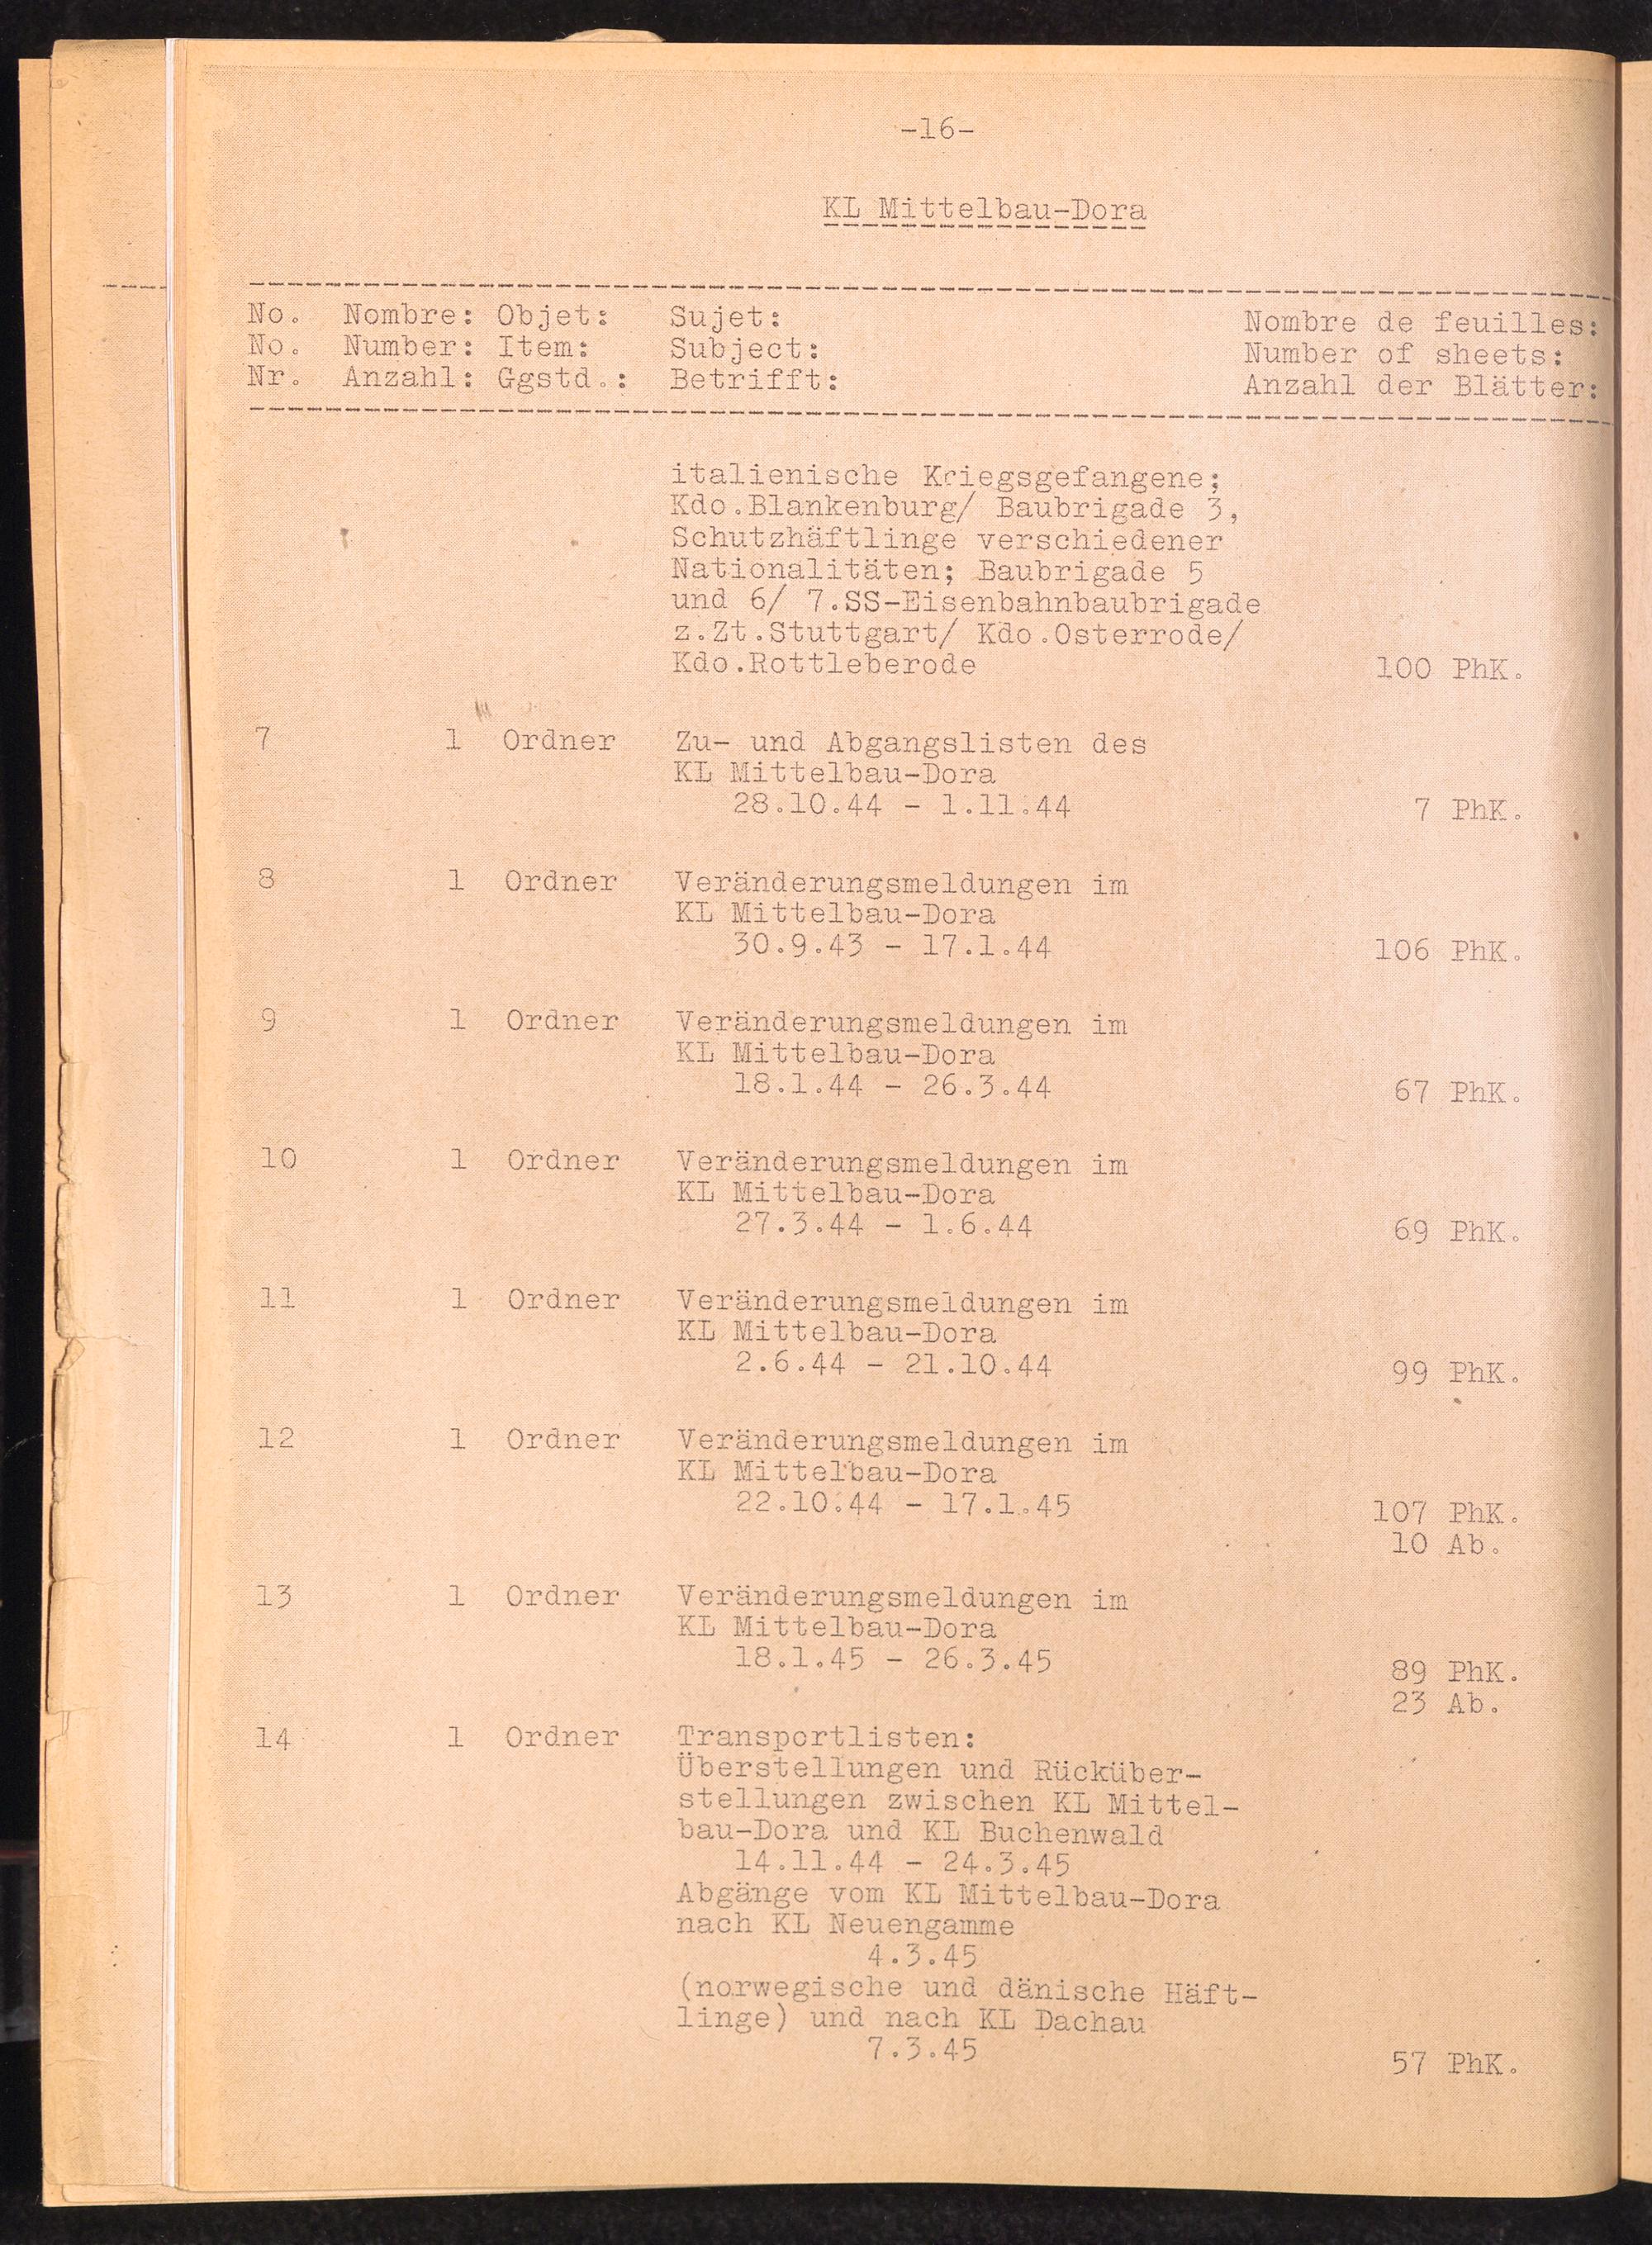 -16-
KL Mittelbau-Dora
No. Nombre: Objet: Sujet: Nombre de feuilles:
No. Number: Item: Subject: Number of sheets:
Nr. Anzahl: Ggstd.: Betrifft: Anzahl der Blätter:
italienische Kriegsgefangene;
Kdo.Blankenburg/ Baubrigade 3,
Schutzhäftlinge verschiedener
Nationalitäten; Baubrigade 5
und 6/ 7.SS-Eisenbahnbaubrigade
z.Zt.Stuttgart/ Kdo.Osterrode/
Kdo.Rottleberode 100 PhK.
7 1 Ordner Zu- und Abgangslisten des
KL Mittelbau-Dora
28.10.44 - 1.11.44 7 PhK.
8 1 Ordner Veränderungsmeldungen im
KL Mittelbau-Dora
30.9.43 - 17.1.44 106 PhK.
9 1 Ordner Veränderungsmeldungen im
KL Mittelbau-Dora
18.1.44 - 26.3.44 67 PhK.
10 1 Ordner Veränderungsmeldungen im
KL Mittelbau-Dora
27.3.44 - 1.6.44 69 PhK.
11 1 Ordner Veränderungsmeldungen im
KL Mittelbau-Dora
2.6.44 - 21.10.44 99 PhK.
12 1 Ordner Veränderungsmeldungen im
KL Mittelbau-Dora
22.10.44 - 17.1.45 107 PhK.
10 Ab.
13 1 Ordner Veränderungsmeldungen im
KL Mittelbau-Dora
18.1.45 - 26.3.45 89 PhK.
23 Ab.
14 1 Ordner Transportlisten:
Überstellungen und Rücküber-
stellungen zwischen KL Mittel-
bau-Dora und KL Buchenwald
14.11.44 - 24.3.45
Abgänge vom KL Mittelbau-Dora
nach KL Neuengamme
4.3.45
(norwegische und dänische Häft-
linge) und nach KL Dachau
7.3.45 57 PhK.